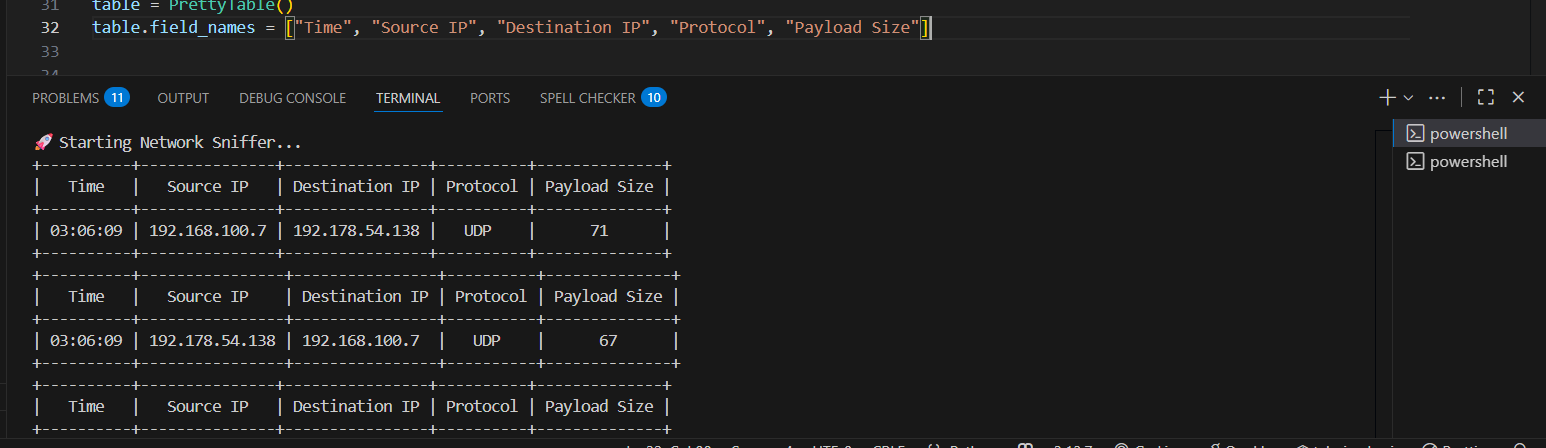 31 table = PrettyTable()
32 table.field_names = ["Time", "Source IP", "Destination IP", "Protocol", "Payload Size"]
33
34
PROBLEMS 11 OUTPUT DEBUG CONSOLE TERMINAL PORTS SPELL CHECKER 10
powershell
powershell
🚀 Starting Network Sniffer...
+----------+---------------+----------------+----------+--------------+
|   Time   |   Source IP   | Destination IP | Protocol | Payload Size |
+----------+---------------+----------------+----------+--------------+
| 03:06:09 | 192.168.100.7 | 192.178.54.138 |   UDP    |      71      |
+----------+---------------+----------------+----------+--------------+
+----------+----------------+----------------+----------+--------------+
|   Time   |   Source IP    | Destination IP | Protocol | Payload Size |
+----------+----------------+----------------+----------+--------------+
| 03:06:09 | 192.178.54.138 | 192.168.100.7  |   UDP    |      67      |
+----------+----------------+----------------+----------+--------------+
+----------+---------------+----------------+----------+--------------+
|   Time   |   Source IP   | Destination IP | Protocol | Payload Size |
+----------+---------------+----------------+----------+--------------+